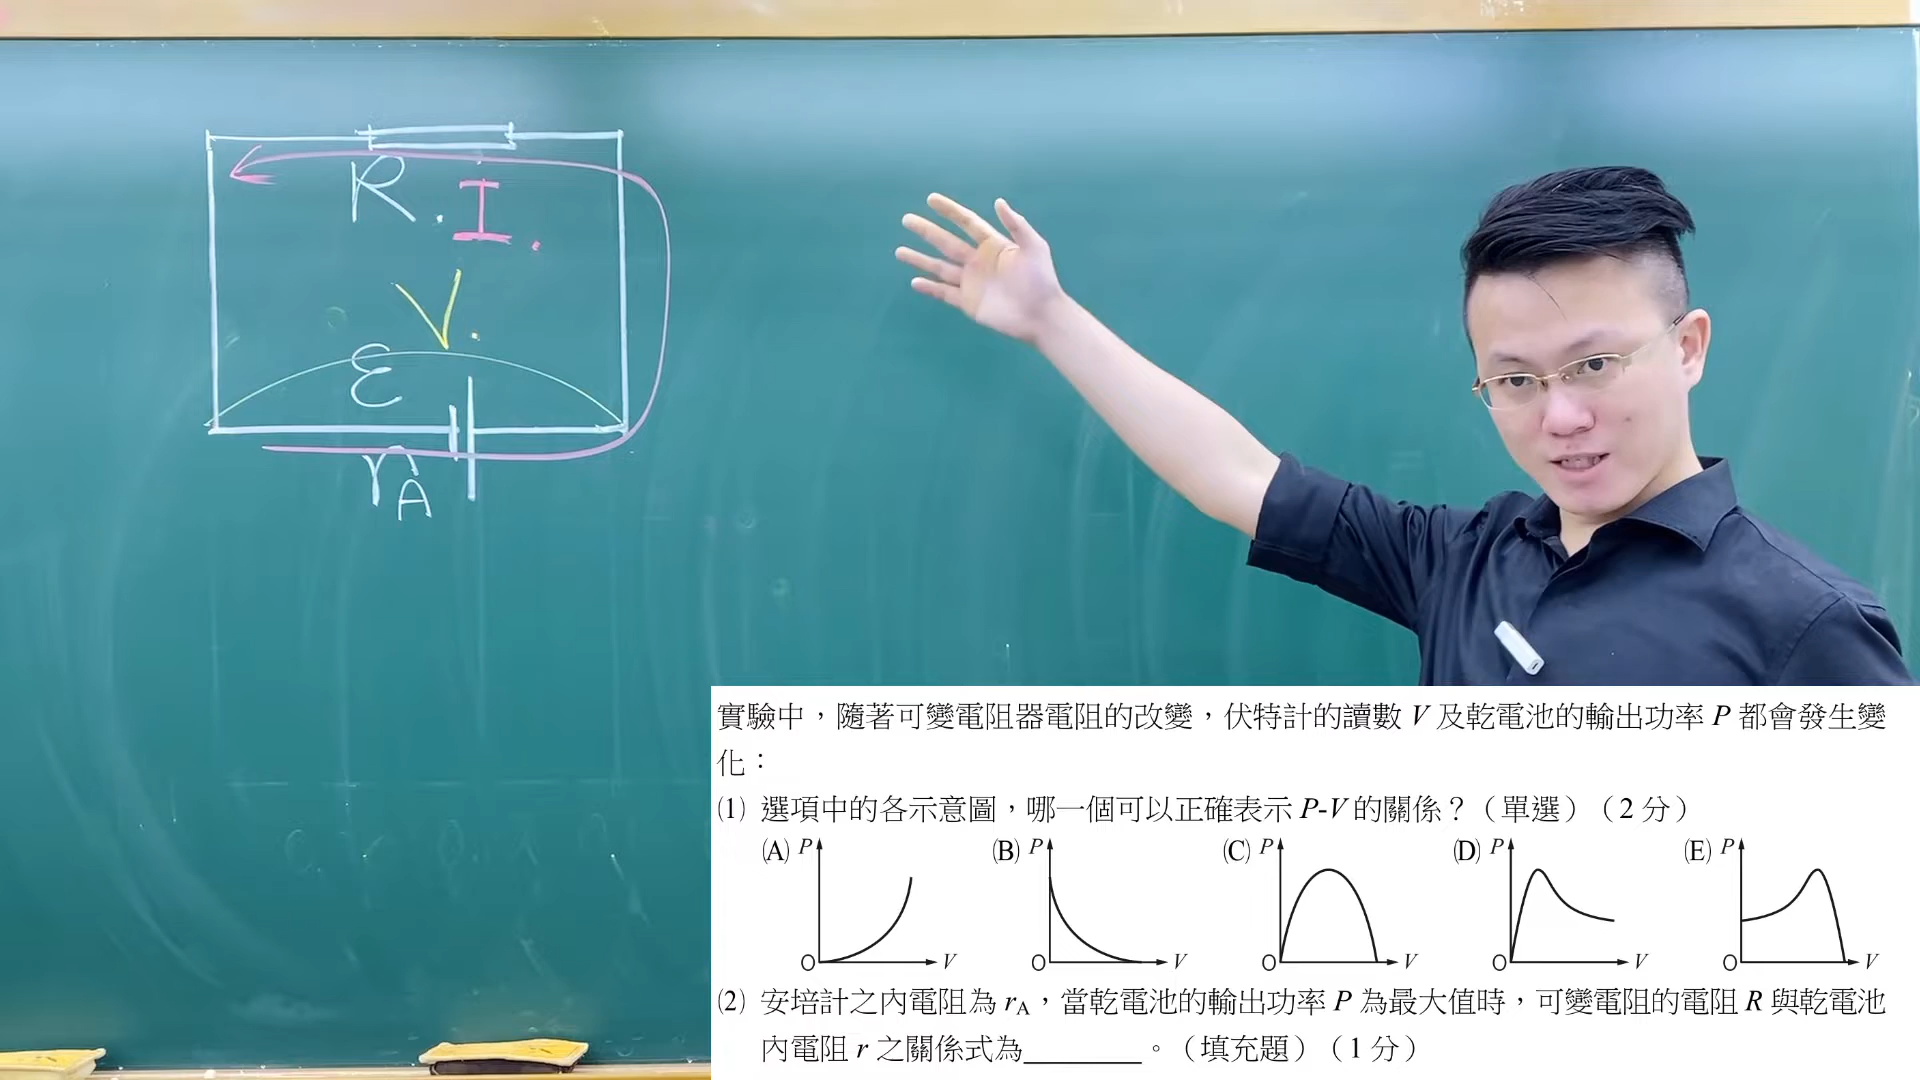 R.
I.
V.
ε
r_A
實驗中，隨著可變電阻器電阻的改變，伏特計的讀數 V 及乾電池的輸出功率 P 都會發生變
化：
⑴ 選項中的各示意圖，哪一個可以正確表示 P-V 的關係？（單選）（2 分）
(A) P O V (B) P O V (C) P O V (D) P O V (E) P O V
⑵ 安培計之內電阻為 r_A，當乾電池的輸出功率 P 為最大值時，可變電阻的電阻 R 與乾電池
內電阻 r 之關係式為________。（填充題）（1 分）